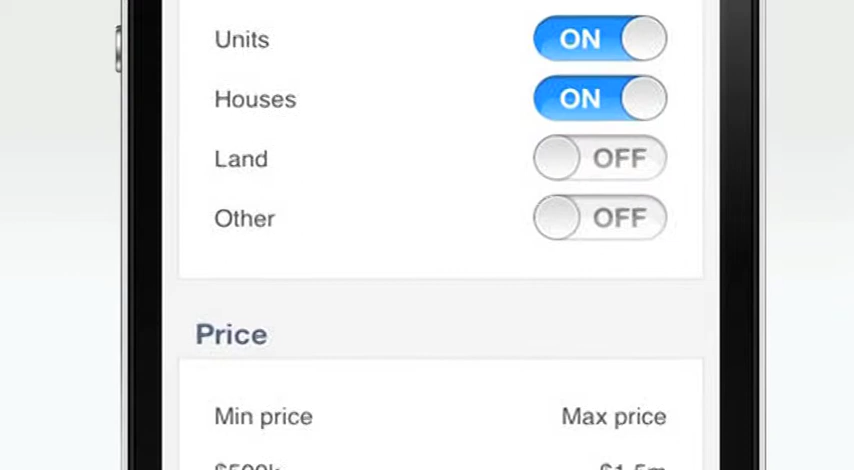 Units ON
Houses ON
Land OFF
Other OFF
Price
Min price Max price